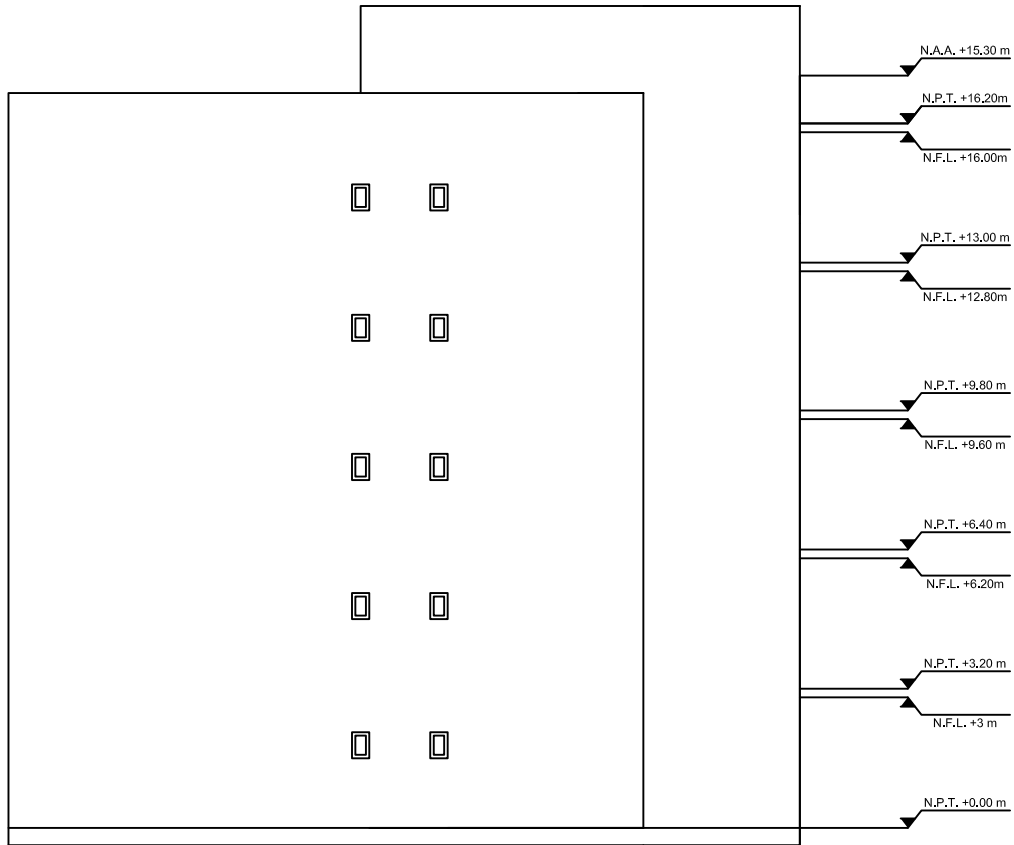 N.A.A. +15.30 m
N.P.T. +16.20m
N.F.L. +16.00m
N.P.T. +13.00 m
N.F.L. +12.80m
N.P.T. +9.80 m
N.F.L. +9.60 m
N.P.T. +6.40 m
N.F.L. +6.20m
N.P.T. +3.20 m
N.F.L. +3 m
N.P.T. +0.00 m